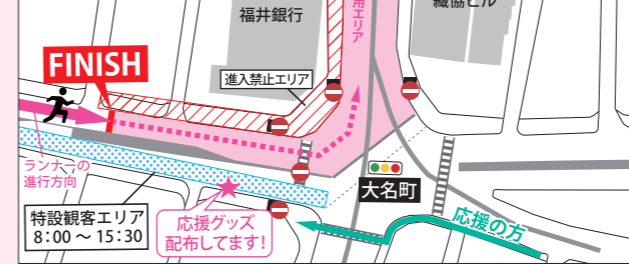 福井銀行
用エリア
繊協ビル
FINISH
進入禁止エリア
ランナーの
進行方向
大名町
特設観客エリア
8：00 ～ 15：30
応援グッズ
配布してます！
応援の方